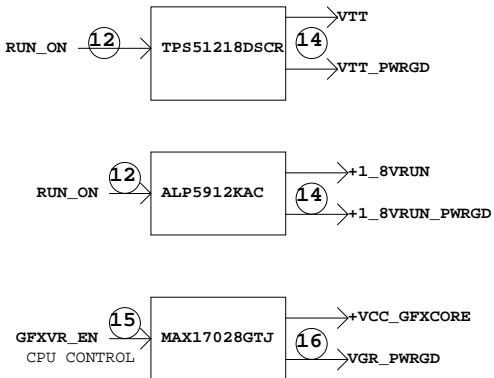 VTT
RUN_ON 12 TPS51218DSCR 14
VTT_PWRGD
+1_8VRUN
RUN_ON 12 ALP5912KAC 14
+1_8VRUN_PWRGD
+VCC_GFXCORE
GFXVR_EN 15 MAX17028GTJ 16
CPU CONTROL
VGR_PWRGD